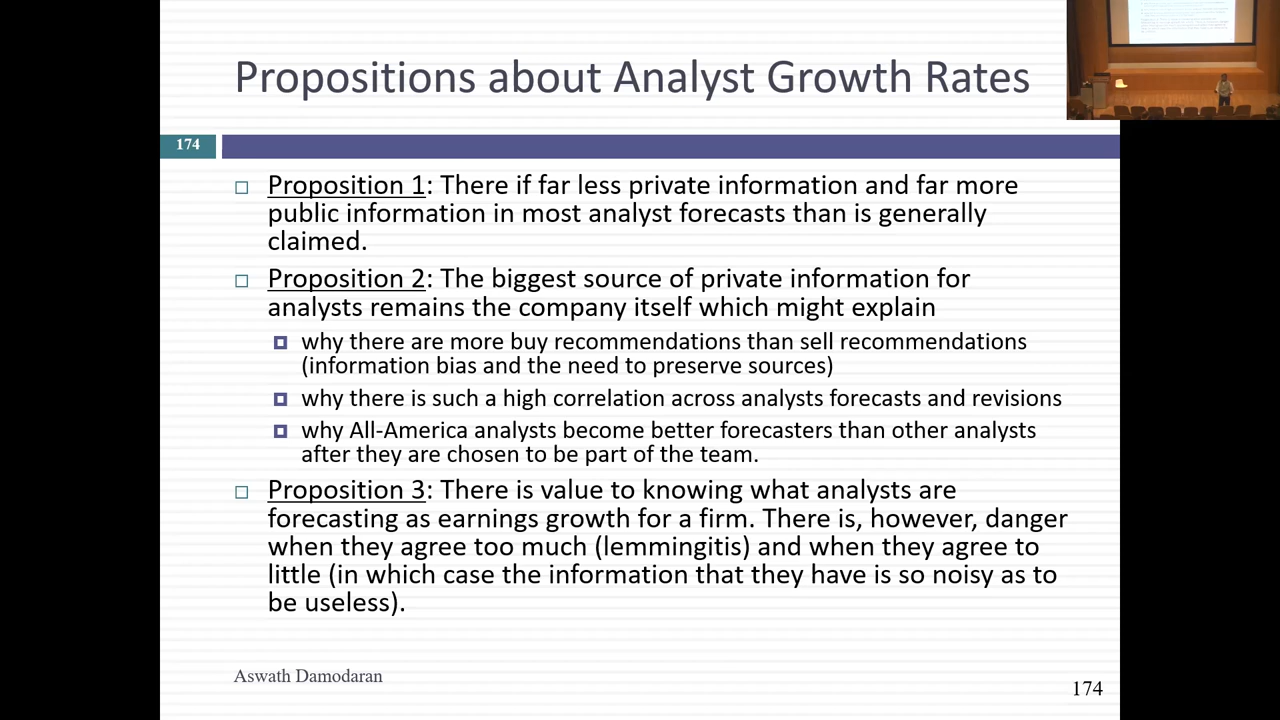 Propositions about Analyst Growth Rates
174
Proposition 1: There if far less private information and far more
public information in most analyst forecasts than is generally
claimed.
Proposition 2: The biggest source of private information for
analysts remains the company itself which might explain
why there are more buy recommendations than sell recommendations
(information bias and the need to preserve sources)
why there is such a high correlation across analysts forecasts and revisions
why All-America analysts become better forecasters than other analysts
after they are chosen to be part of the team.
Proposition 3: There is value to knowing what analysts are
forecasting as earnings growth for a firm. There is, however, danger
when they agree too much (lemmingitis) and when they agree to
little (in which case the information that they have is so noisy as to
be useless).
Aswath Damodaran
174